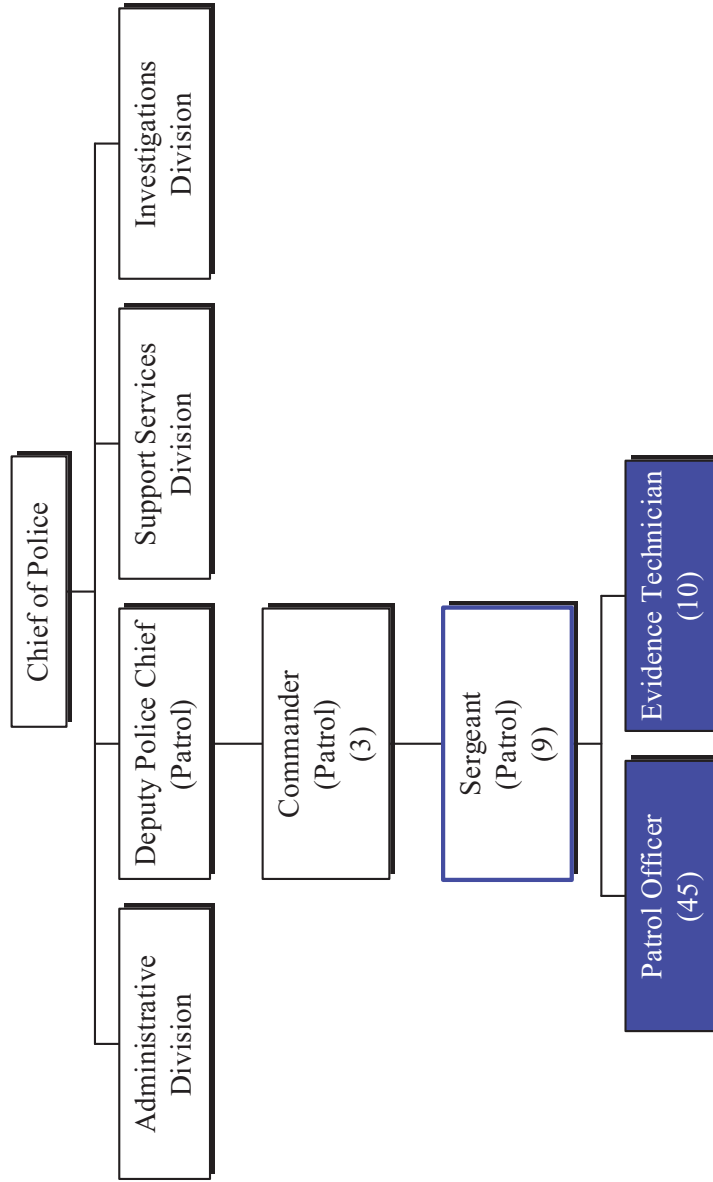 Chief of Police
Administrative
Division
Deputy Police Chief
(Patrol)
Support Services
Division
Investigations
Division
Commander
(Patrol)
(3)
Sergeant
(Patrol)
(9)
Patrol Officer
(45)
Evidence Technician
(10)